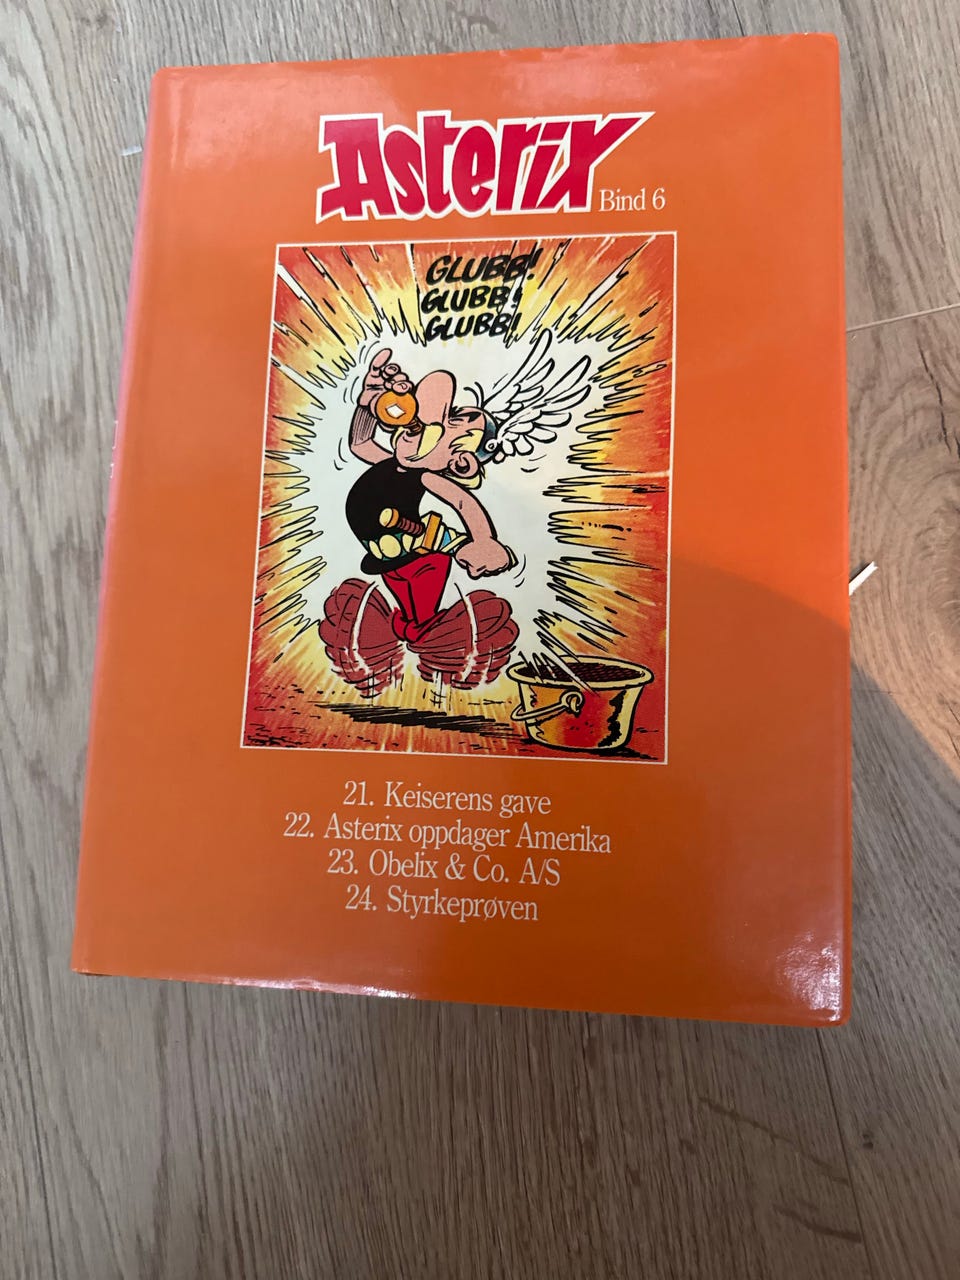 Asterix
Bind 6
GLUBB!
GLUBB!
GLUBB!
21. Keiserens gave
22. Asterix oppdager Amerika
23. Obelix & Co. A/S
24. Styrkeprøven